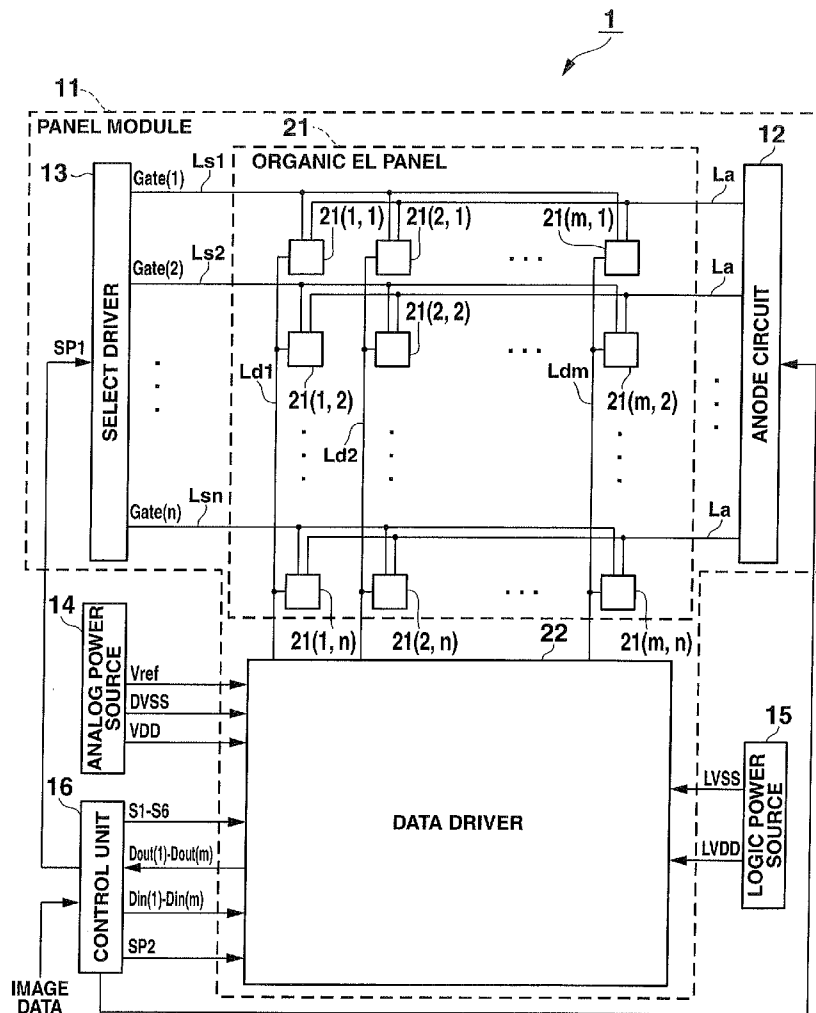 1
11
PANEL MODULE
21
12
13
ORGANIC EL PANEL
Gate(1)
Ls1
La
21(1, 1)
21(2, 1)
21(m, 1)
Gate(2)
Ls2
La
21(2, 2)
SP1
SELECT DRIVER
Ld1
Ldm
ANODE CIRCUIT
21(1, 2)
21(m, 2)
Ld2
Gate(n)
Lsn
La
14
21(1, n)
21(2, n)
22
21(m, n)
ANALOG POWER
SOURCE
Vref
DVSS
VDD
15
16
LVSS
LOGIC POWER
SOURCE
S1-S6
DATA DRIVER
CONTROL UNIT
Dout(1)-Dout(m)
LVDD
Din(1)-Din(m)
SP2
IMAGE
DATA